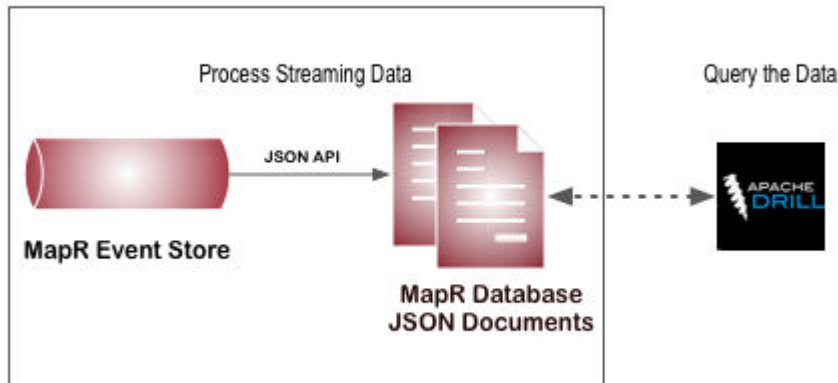 Process Streaming Data
Query the Data
JSON API
APACHE
DRILL
MapR Event Store
MapR Database
JSON Documents